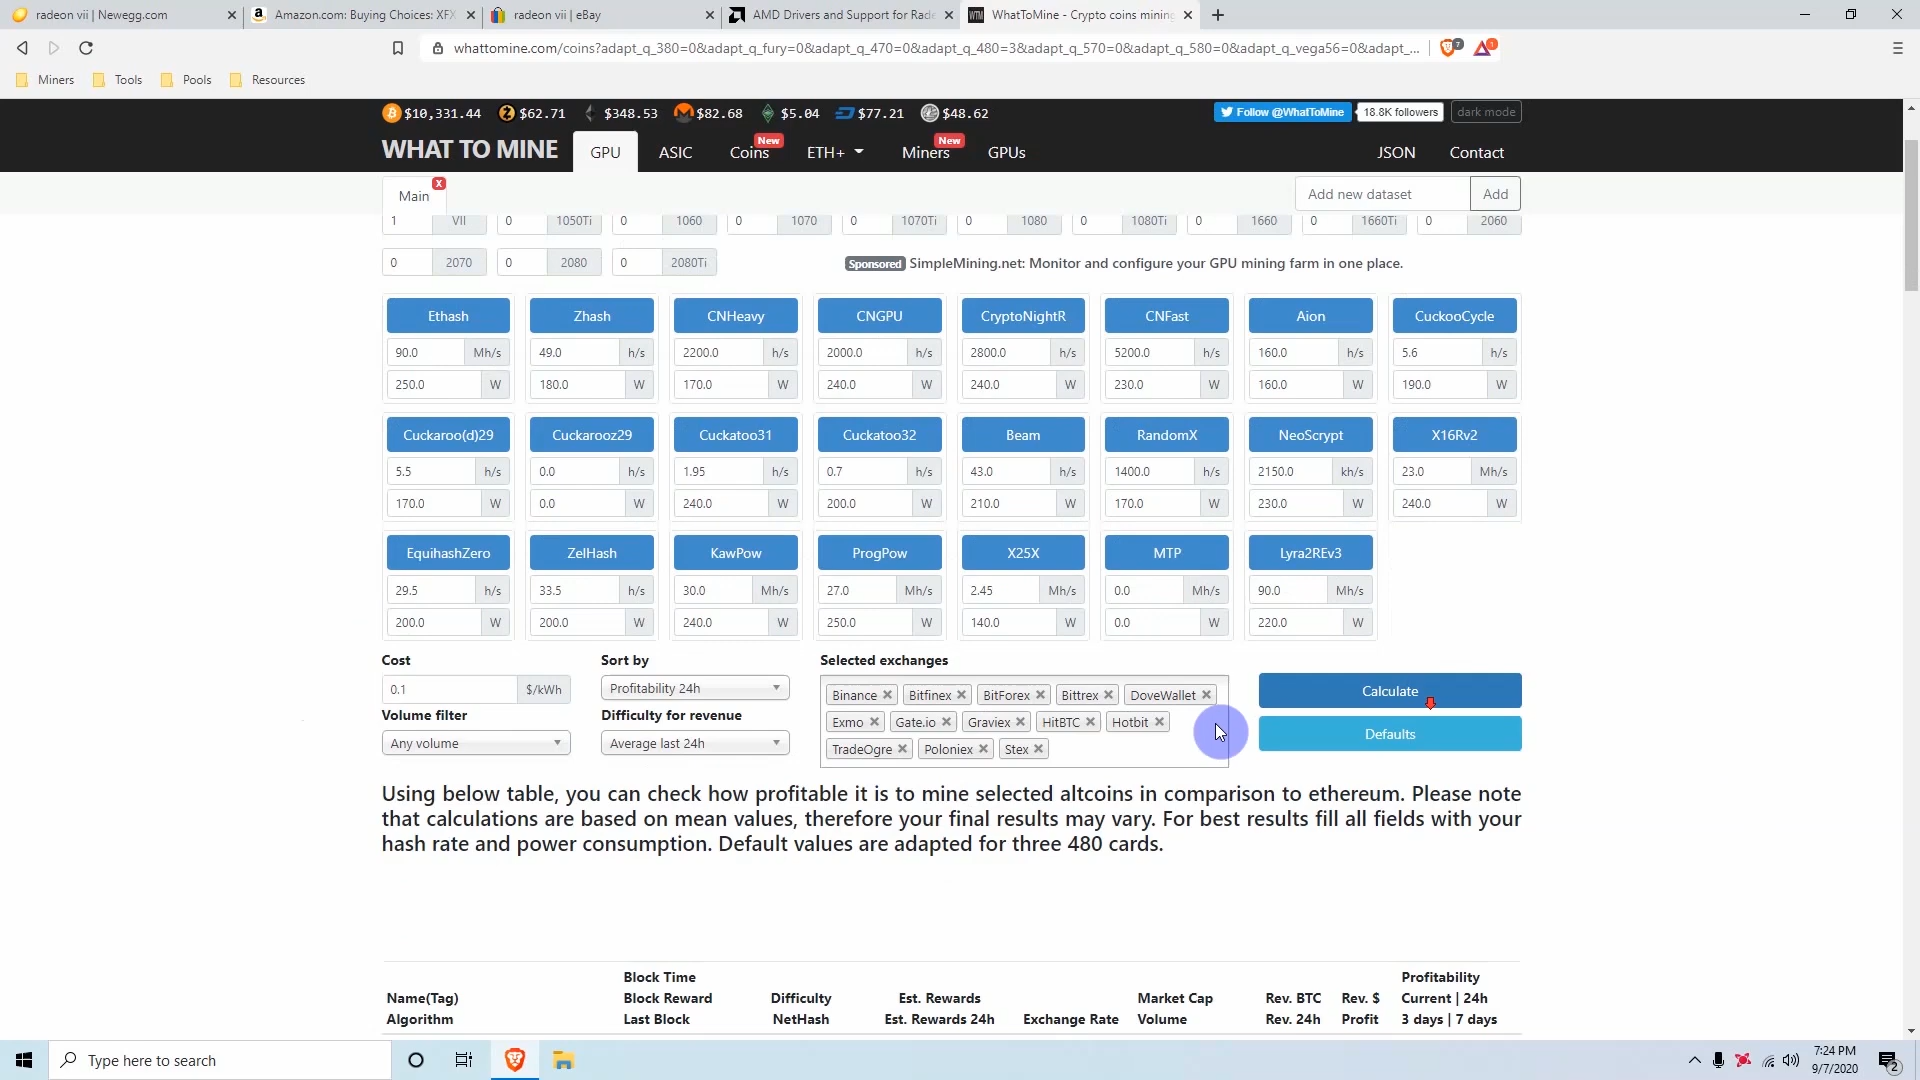 radeon vii | Newegg.com
Amazon.com: Buying Choices: XFX
radeon vii | eBay
AMD Drivers and Support for Rade
WTM WhatToMine - Crypto coins mining
whattomine.com/coins?adapt_q_380=0&adapt_q_fury=0&adapt_q_470=0&adapt_q_480=3&adapt_q_570=0&adapt_q_580=0&adapt_q_vega56=0&adapt_...
7 1
Miners Tools Pools Resources
$10,331.44 $62.71 $348.53 $82.68 $5.04 $77.21 $48.62 Follow @WhatToMine 18.8K followers dark mode
New New
WHAT TO MINE GPU ASIC Coins ETH+ Miners GPUs JSON Contact
Main X Add new dataset Add
1 VII 0 1050Ti 0 1060 0 1070 0 1070Ti 0 1080 0 1080Ti 0 1660 0 1660Ti 0 2060
0 2070 0 2080 0 2080Ti Sponsored SimpleMining.net: Monitor and configure your GPU mining farm in one place.
Ethash Zhash CNHeavy CNGPU CryptoNightR CNFast Aion CuckooCycle
90.0 Mh/s 49.0 h/s 2200.0 h/s 2000.0 h/s 2800.0 h/s 5200.0 h/s 160.0 h/s 5.6 h/s
250.0 W 180.0 W 170.0 W 240.0 W 240.0 W 230.0 W 160.0 W 190.0 W
Cuckaroo(d)29 Cuckarooz29 Cuckatoo31 Cuckatoo32 Beam RandomX NeoScrypt X16Rv2
5.5 h/s 0.0 h/s 1.95 h/s 0.7 h/s 43.0 h/s 1400.0 h/s 2150.0 kh/s 23.0 Mh/s
170.0 W 0.0 W 240.0 W 200.0 W 210.0 W 170.0 W 230.0 W 240.0 W
EquihashZero ZelHash KawPow ProgPow X25X MTP Lyra2REv3
29.5 h/s 33.5 h/s 30.0 Mh/s 27.0 Mh/s 2.45 Mh/s 0.0 Mh/s 90.0 Mh/s
200.0 W 200.0 W 240.0 W 250.0 W 140.0 W 0.0 W 220.0 W
Cost Sort by Selected exchanges
0.1 $/kWh Profitability 24h Binance Bitfinex BitForex Bittrex DoveWallet Calculate
Volume filter Difficulty for revenue Exmo Gate.io Graviex HitBTC Hotbit
Any volume Average last 24h TradeOgre Poloniex Stex Defaults
Using below table, you can check how profitable it is to mine selected altcoins in comparison to ethereum. Please note
that calculations are based on mean values, therefore your final results may vary. For best results fill all fields with your
hash rate and power consumption. Default values are adapted for three 480 cards.
Block Time Profitability
Name(Tag) Block Reward Difficulty Est. Rewards Market Cap Rev. BTC Rev. $ Current | 24h
Algorithm Last Block NetHash Est. Rewards 24h Exchange Rate Volume Rev. 24h Profit 3 days | 7 days
Type here to search
7:24 PM
9/7/2020
2